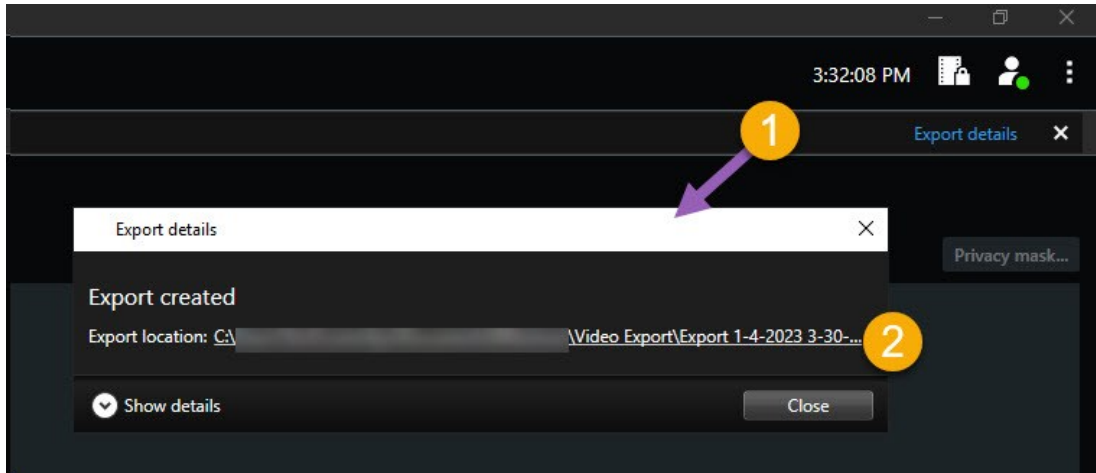 3:32:08 PM
1
Export details
Export details
Privacy mask...
Export created
Export location: C:\ \Video Export\Export 1-4-2023 3-30-...
2
Show details
Close